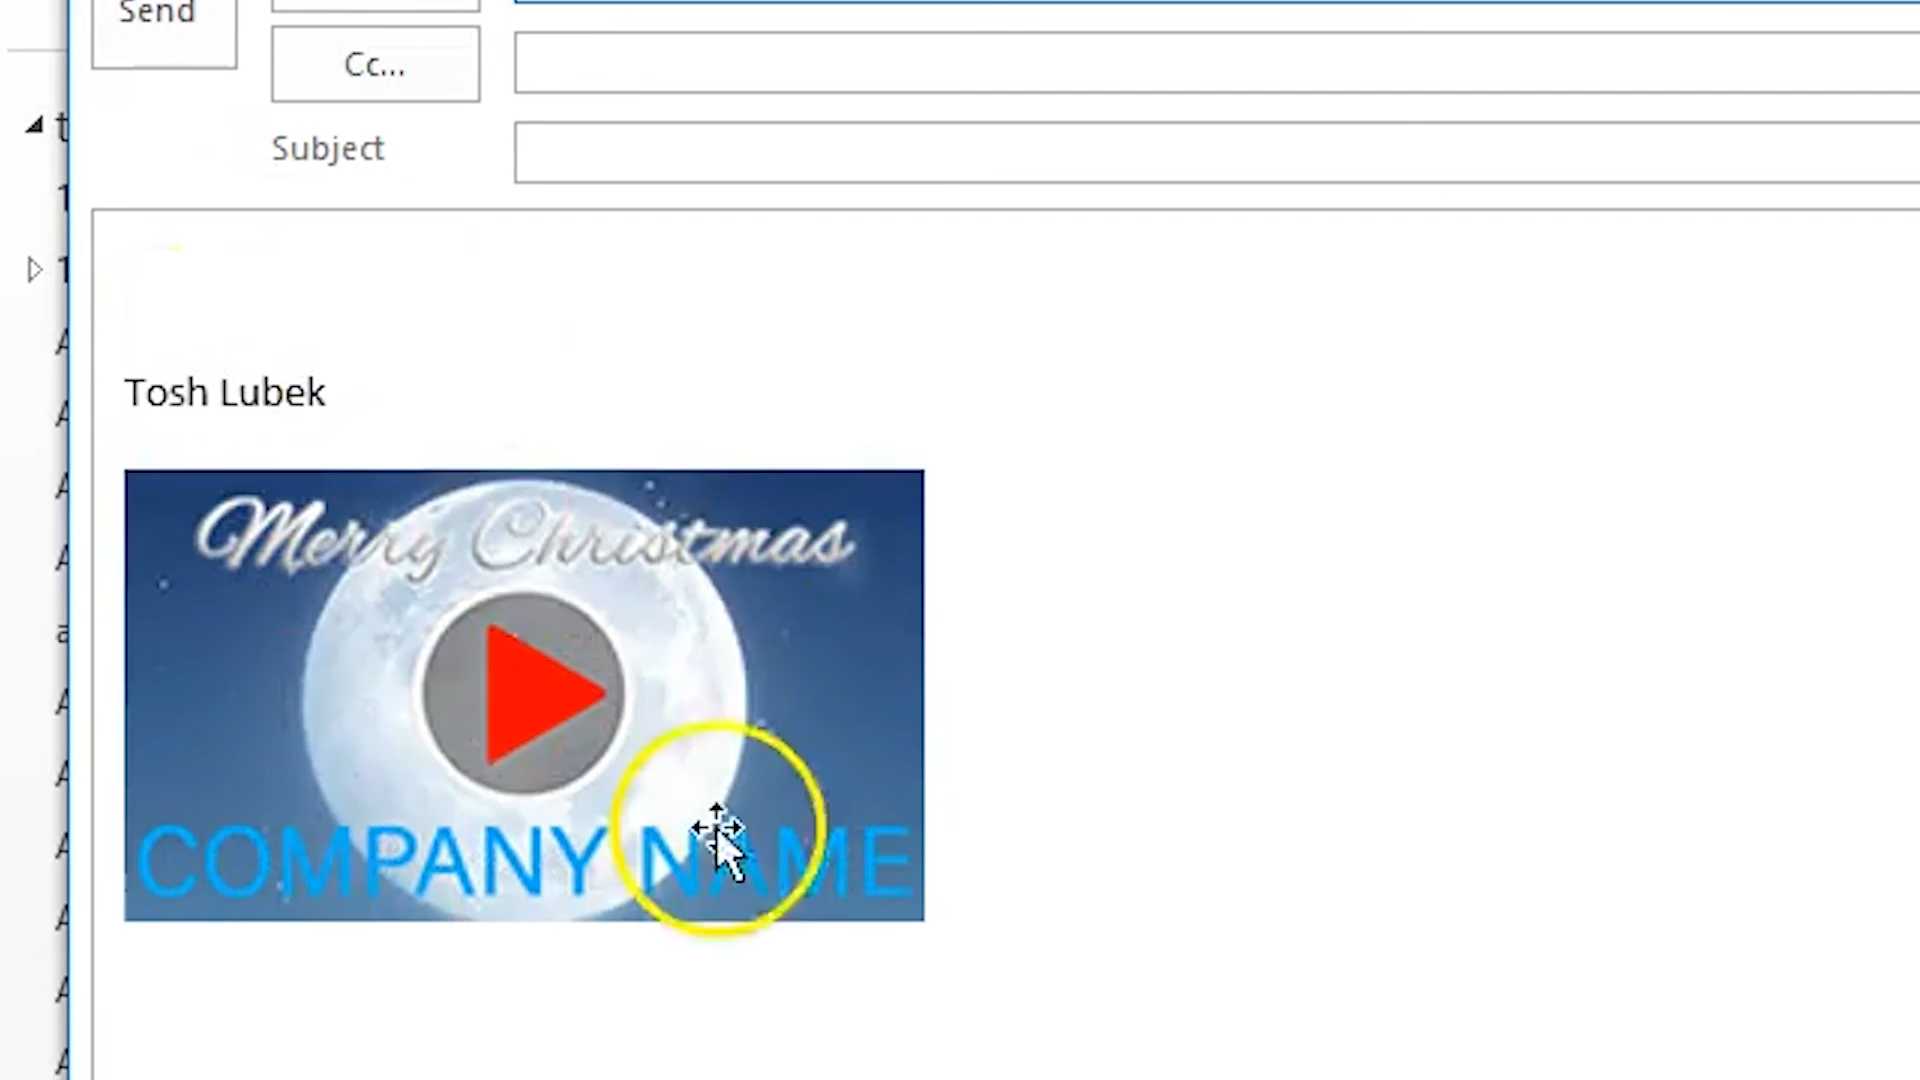 Send
Cc...
Subject
Tosh Lubek
Merry Christmas
COMPANY NAME